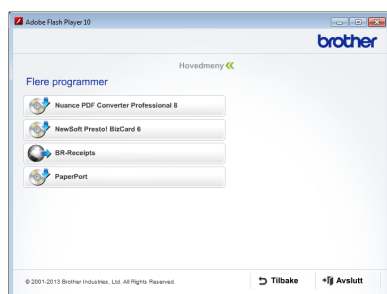 Adobe Flash Player 10
brother
Hovedmeny
Flere programmer
Nuance PDF Converter Professional 8
NewSoft Presto! BizCard 6
BR-Receipts
PaperPort
© 2001-2013 Brother Industries, Ltd. All Rights Reserved.
Tilbake
Avslutt